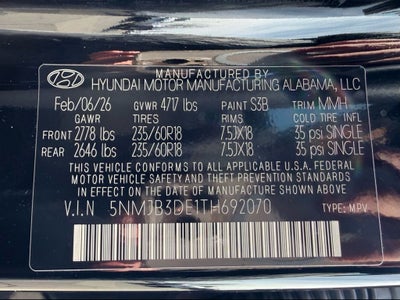 MANUFACTURED BY
HYUNDAI MOTOR MANUFACTURING ALABAMA, LLC
Feb/06/26 GVWR 4717 lbs PAINT S3B TRIM MMH
GAWR TIRES RIMS COLD TIRE INFL
FRONT 2778 lbs 235/60R18 7.5JX18 35 psi SINGLE
REAR 2646 lbs 235/60R18 7.5JX18 35 psi SINGLE
THIS VEHICLE CONFORMS TO ALL APPLICABLE U.S.A. FEDERAL
MOTOR VEHICLE SAFETY, BUMPER, AND THEFT PREVENTION STANDARDS
IN EFFECT ON THE DATE OF MANUFACTURE SHOWN ABOVE.
V.I.N 5NMJB3DE1TH692070 TYPE: MPV